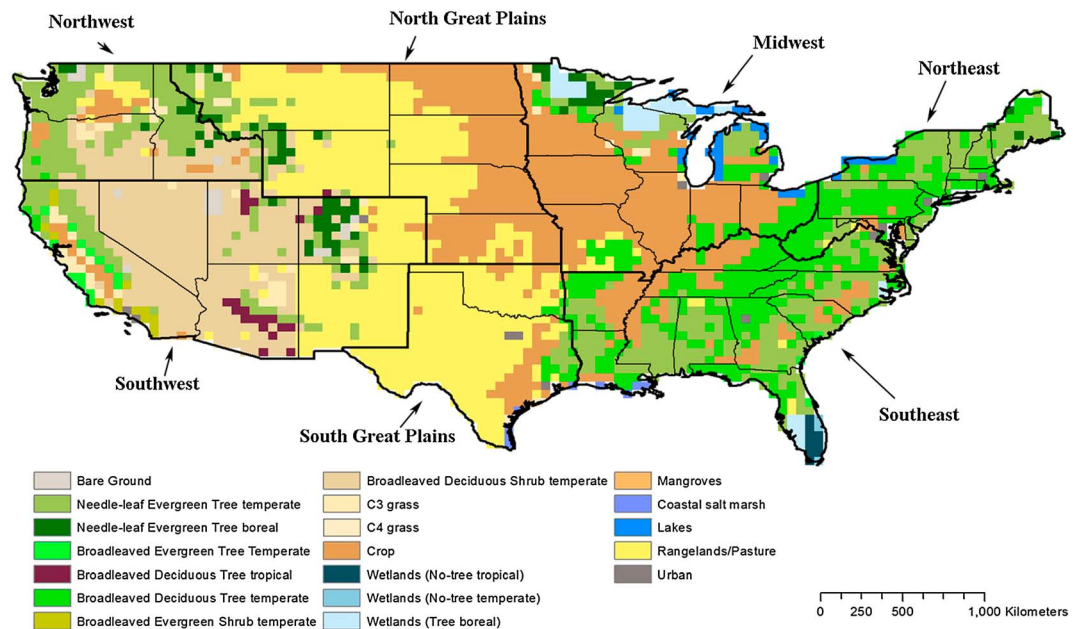 Northwest
North Great Plains
Midwest
Northeast
Southwest
South Great Plains
Southeast
Bare Ground
Needle-leaf Evergreen Tree temperate
Needle-leaf Evergreen Tree boreal
Broadleaved Evergreen Tree Temperate
Broadleaved Deciduous Tree tropical
Broadleaved Deciduous Tree temperate
Broadleaved Evergreen Shrub temperate
Broadleaved Deciduous Shrub temperate
C3 grass
C4 grass
Crop
Wetlands (No-tree tropical)
Wetlands (No-tree temperate)
Wetlands (Tree boreal)
Mangroves
Coastal salt marsh
Lakes
Rangelands/Pasture
Urban
0 250 500 1,000 Kilometers